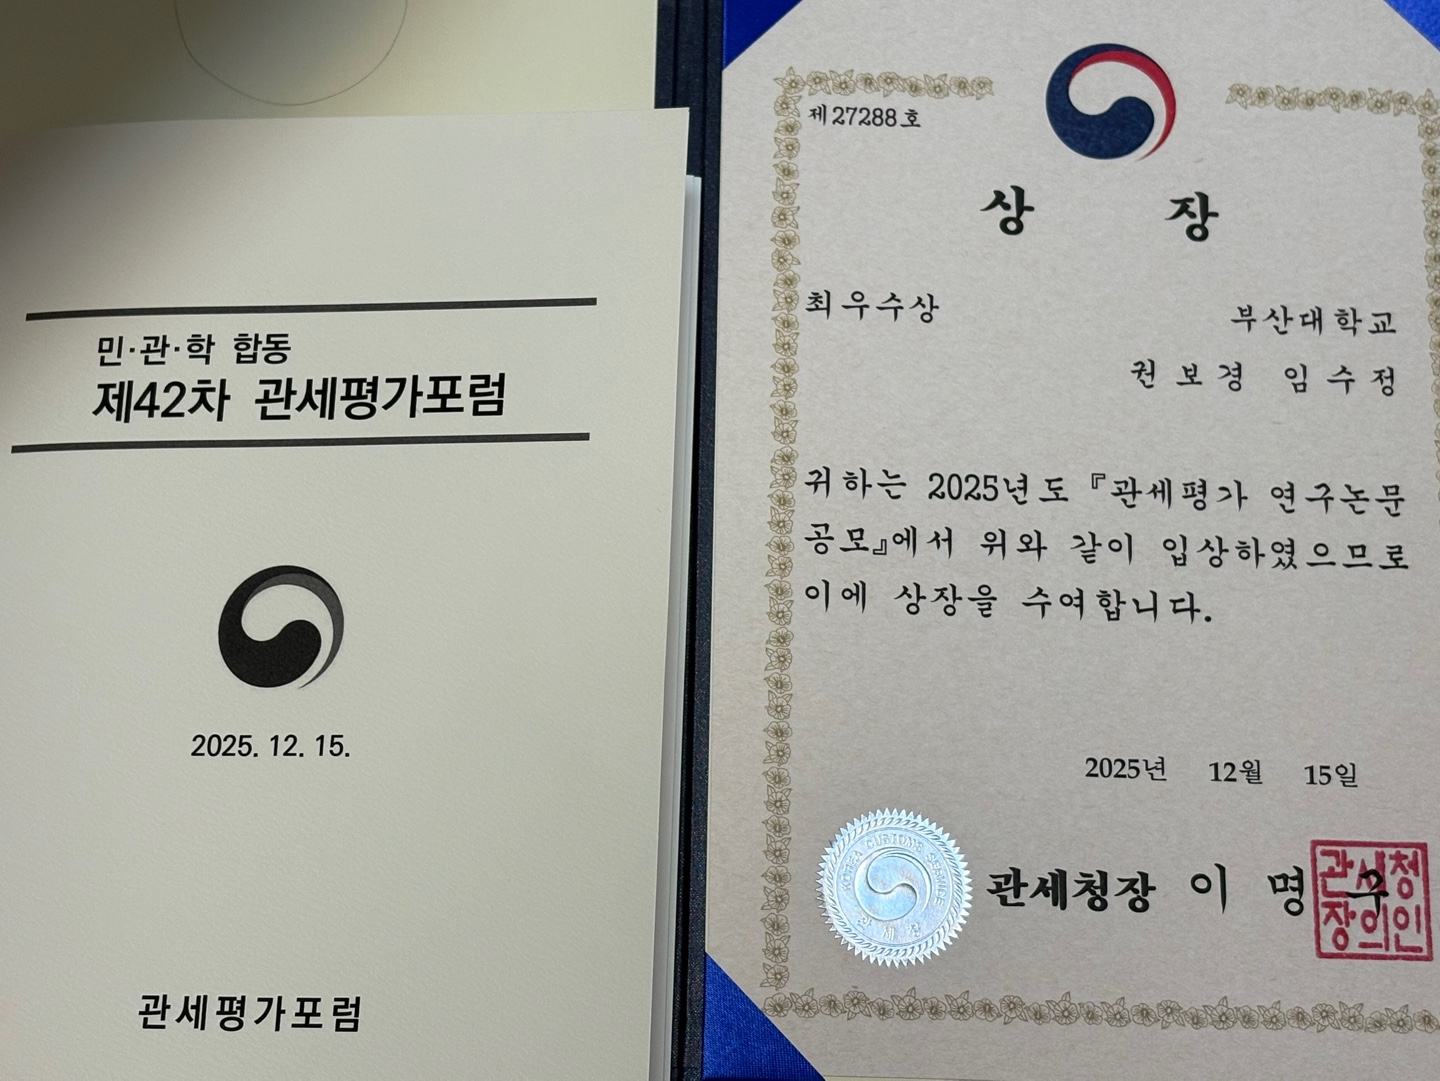 민·관·학 합동
제42차 관세평가포럼
2025. 12. 15.
관세평가포럼
제27288호
상 장
최우수상
부산대학교
권보경 임수정
귀하는 2025년도 『관세평가 연구논문
공모』에서 위와 같이 입상하였으므로
이에 상장을 수여합니다.
2025년 12월 15일
KOREA CUSTOMS SERVICE
관세청
관세청장 이명구
관세청
장의인